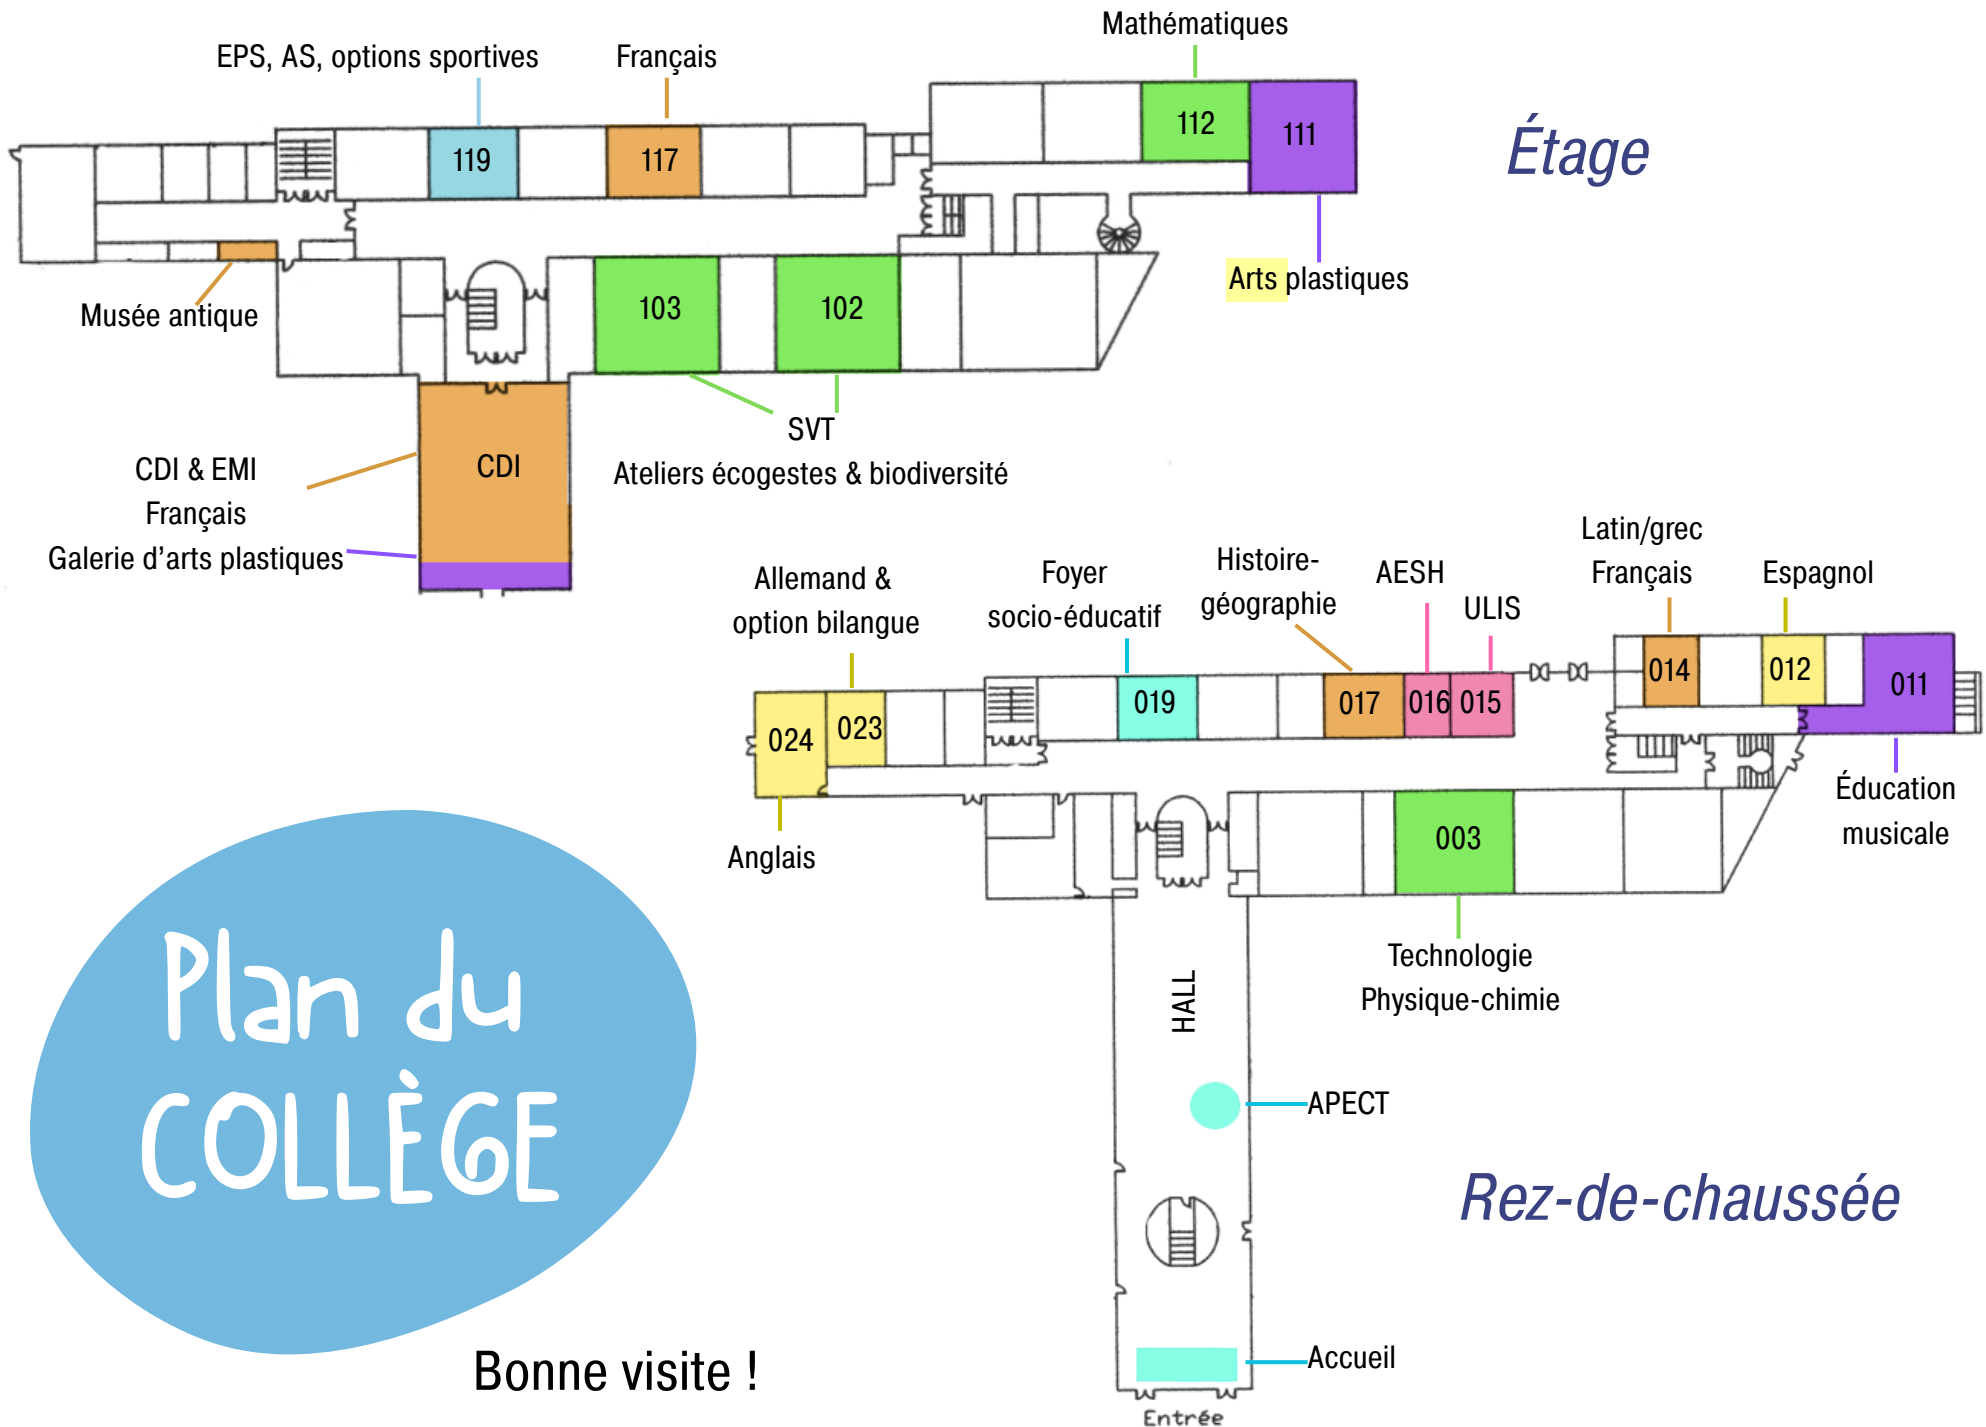 Mathématiques
EPS, AS, options sportives
Français
112
111
119
117
Étage
Arts plastiques
Musée antique
103
102
SVT
Ateliers écogestes & biodiversité
CDI
CDI & EMI
Français
Galerie d'arts plastiques
Allemand &
option bilangue
Foyer
socio-éducatif
Histoire-
géographie
AESH
ULIS
Latin/grec
Français
Espagnol
024
023
019
017
016
015
014
012
011
Anglais
003
Éducation
musicale
Technologie
Physique-chimie
HALL
APECT
Plan du
COLLÈGE
Rez-de-chaussée
Accueil
Bonne visite !
Entrée